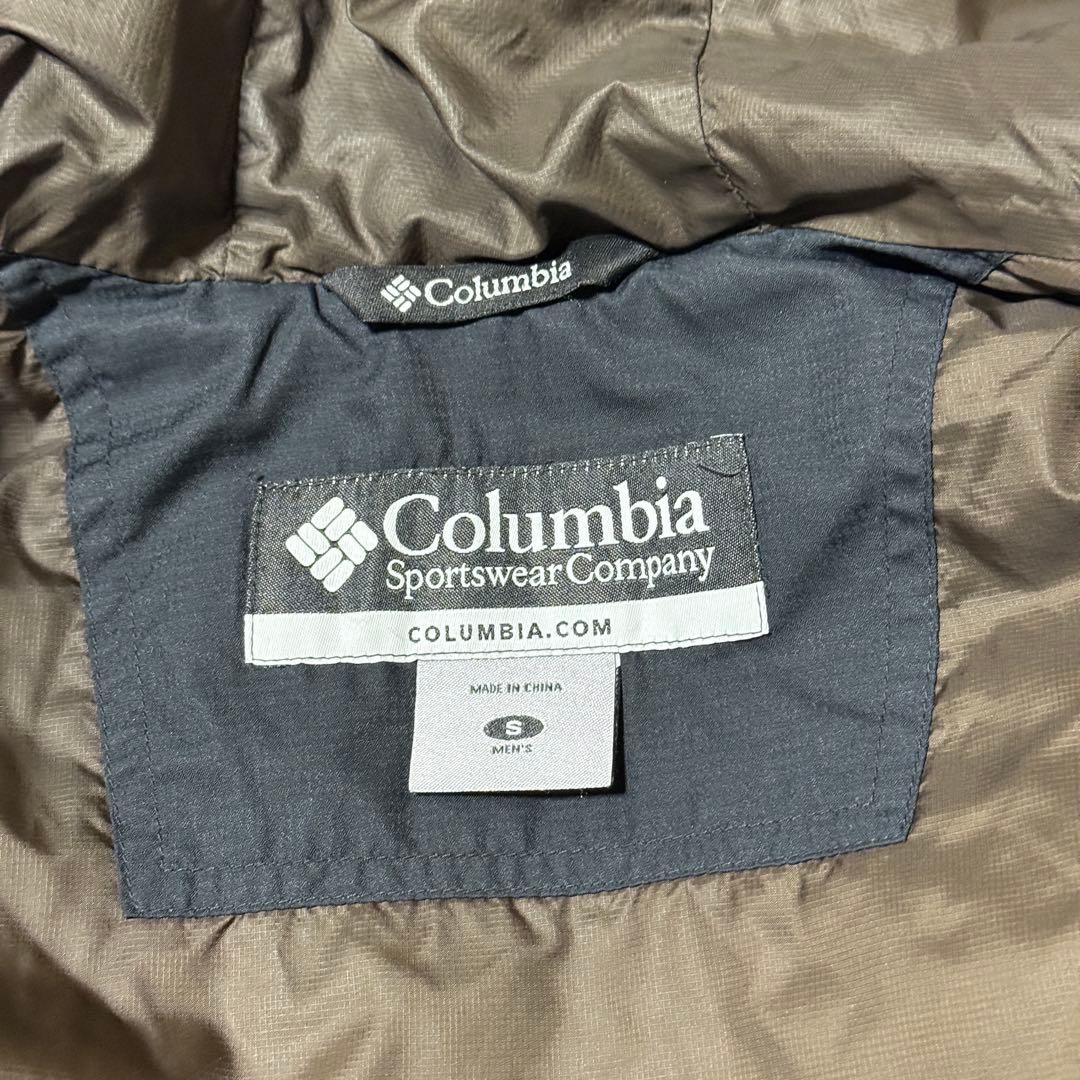 Columbia
Columbia
Sportswear Company
COLUMBIA.COM
MADE IN CHINA
S
MEN'S